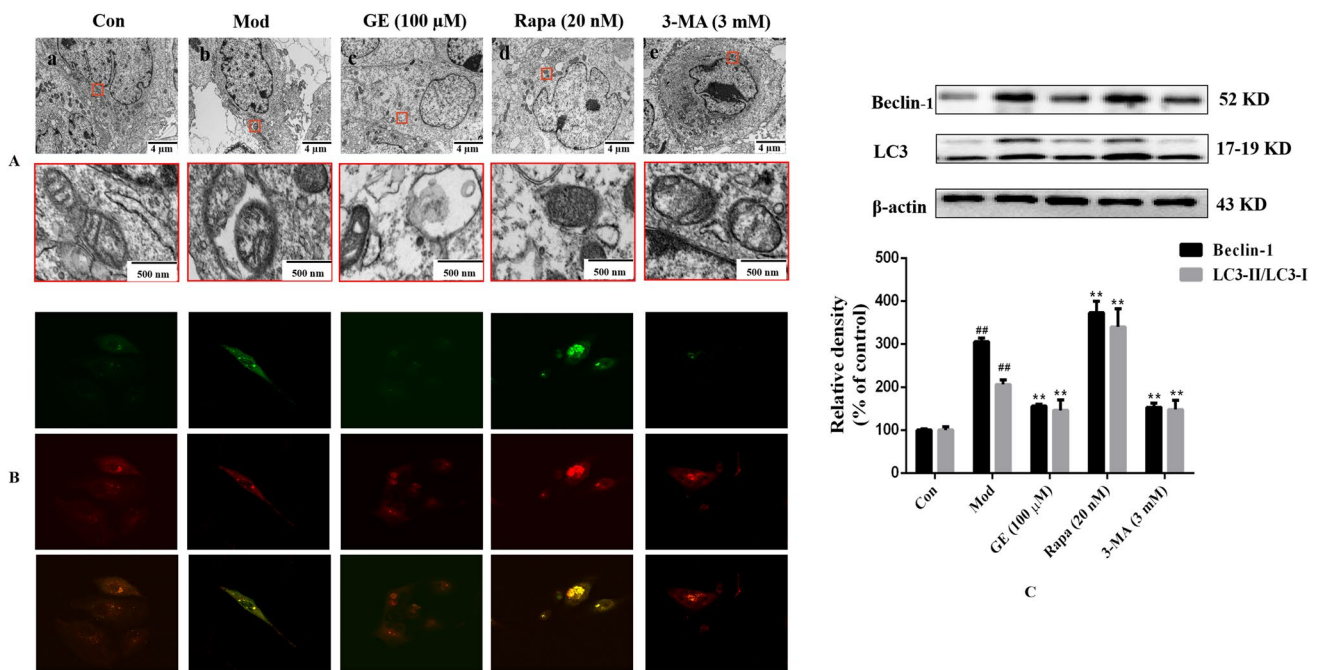 Con Mod GE (100 µM) Rapa (20 nM) 3-MA (3 mM)
a b c d e
4 µm 4 µm 4 µm 4 µm 4 µm
A
500 nm 500 nm 500 nm 500 nm 500 nm
B
Beclin-1 52 KD
LC3 17-19 KD
β-actin 43 KD
Beclin-1
LC3-II/LC3-I
Relative density
(% of control)
500
400
300
200
100
0
## ## ** ** ** ** ** **
Con Mod GE (100 µM) Rapa (20 nM) 3-MA (3 mM)
C